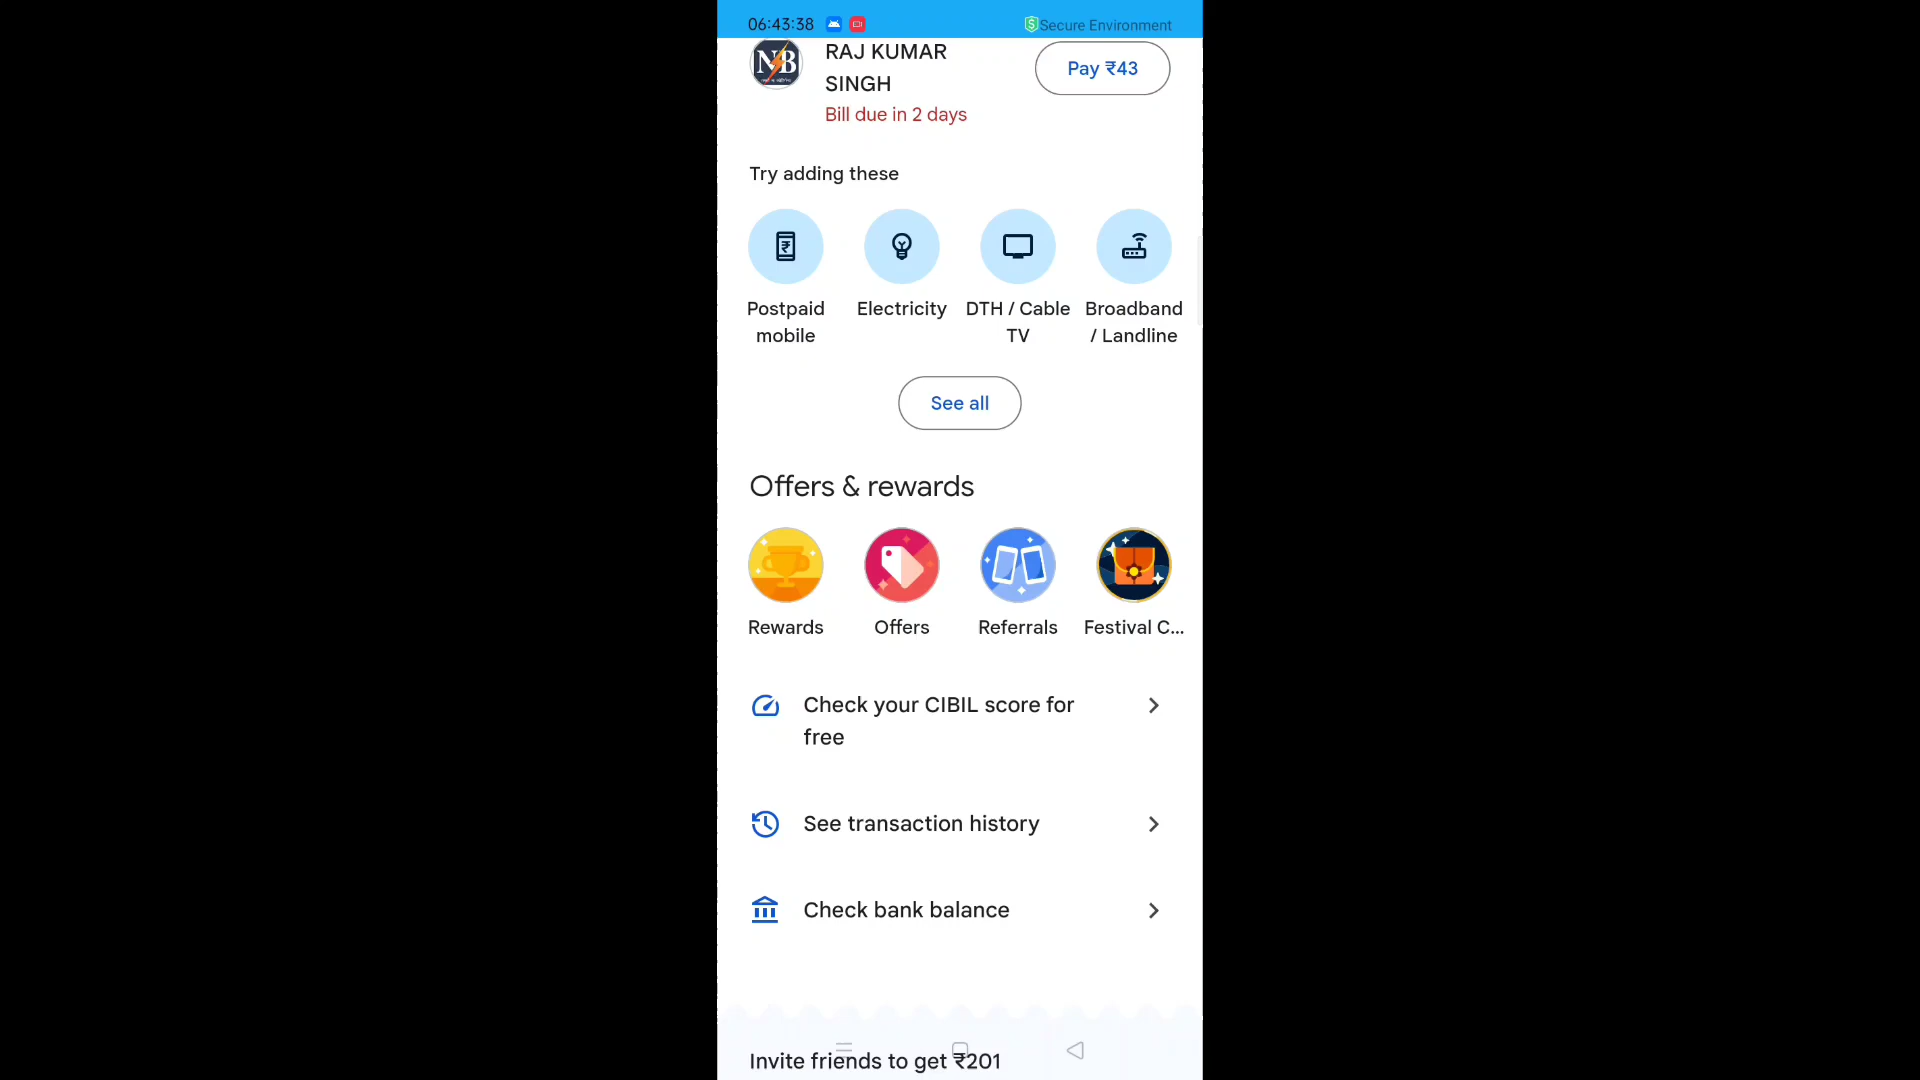 06:43:38
Secure Environment
NB
RAJ KUMAR
SINGH
Pay ₹43
Bill due in 2 days
Try adding these
Postpaid
mobile
Electricity
DTH / Cable
TV
Broadband
/ Landline
See all
Offers & rewards
Rewards
Offers
Referrals
Festival C...
Check your CIBIL score for
free
See transaction history
Check bank balance
Invite friends to get ₹201